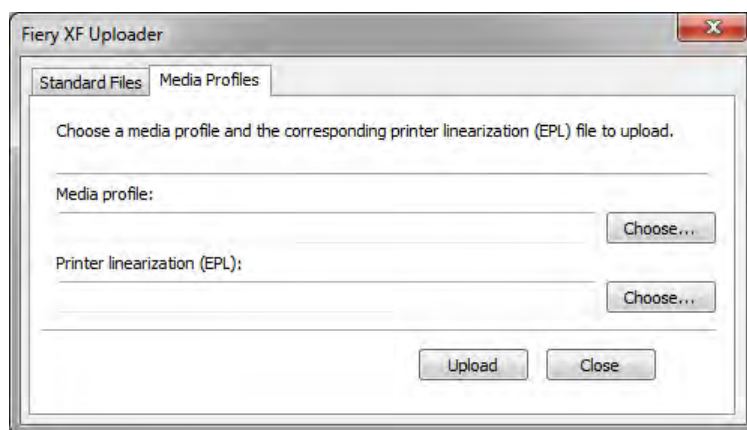 Fiery XF Uploader
Standard Files Media Profiles
Choose a media profile and the corresponding printer linearization (EPL) file to upload.
Media profile:
Choose...
Printer linearization (EPL):
Choose...
Upload Close